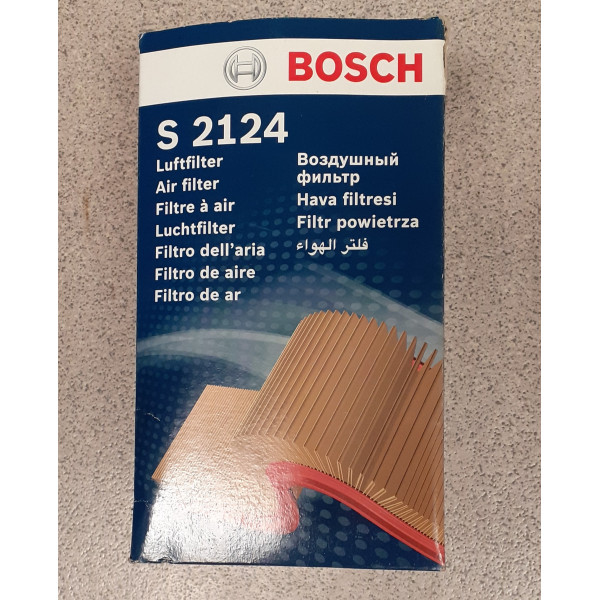 BOSCH
S 2124
Luftfilter
Air filter
Filtre à air
Luchtfilter
Filtro dell'aria
Filtro de aire
Filtro de ar
Воздушный
фильтр
Hava filtresi
Filtr powietrza
فلتر الهواء